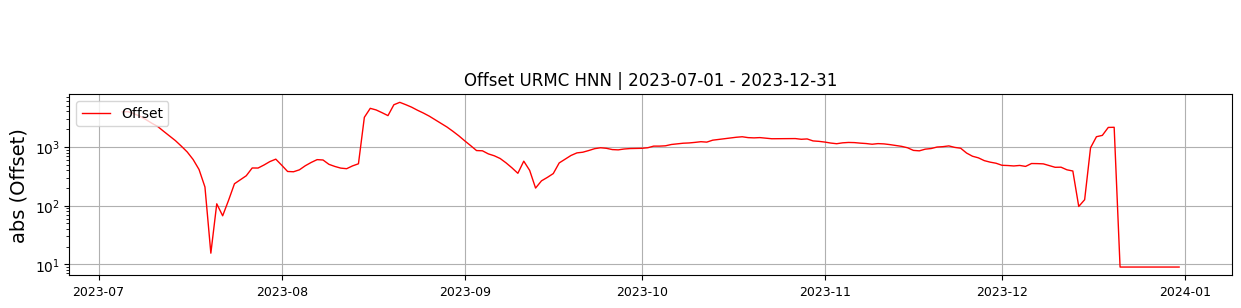 Offset URMC HNN | 2023-07-01 - 2023-12-31
Offset
abs (Offset)
10³
10²
10¹
2023-07 2023-08 2023-09 2023-10 2023-11 2023-12 2024-01